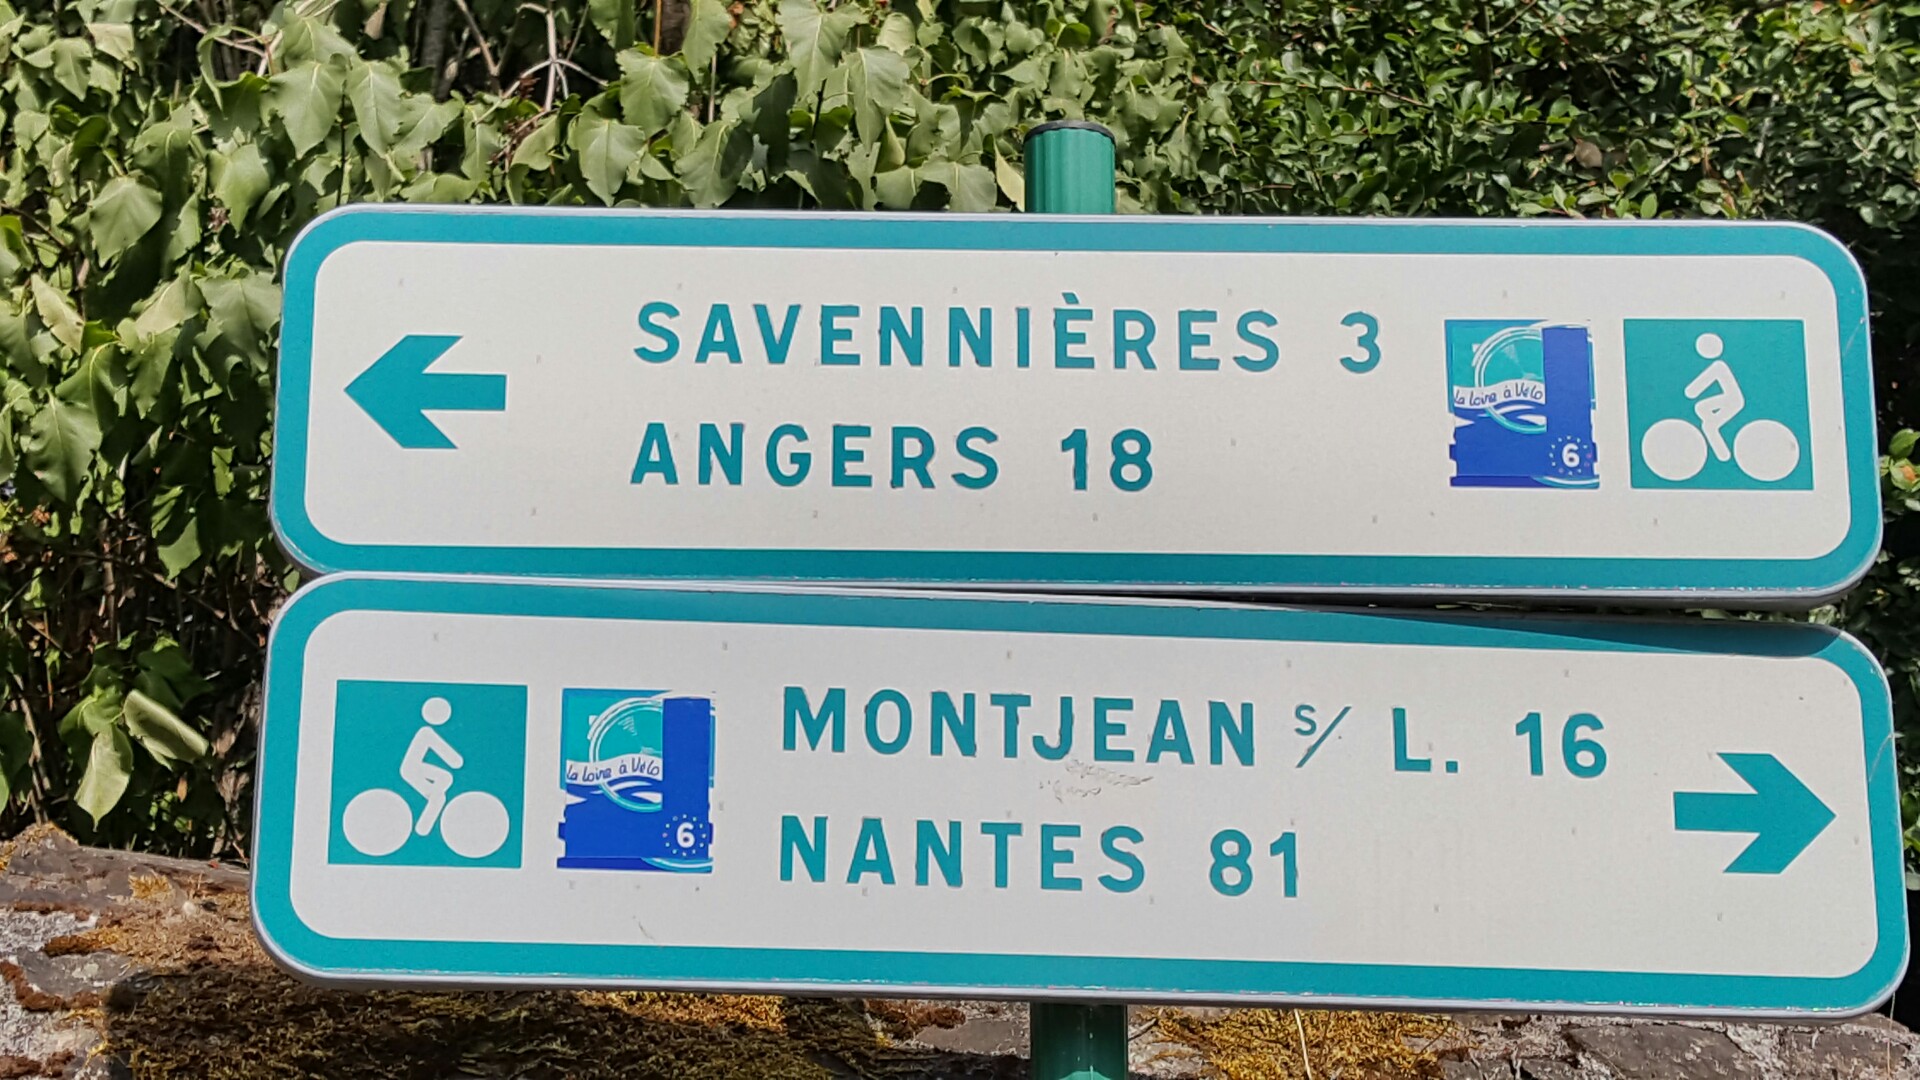 SAVENNIÈRES 3
ANGERS 18
la Loire à Vélo
6
MONTJEAN s/ L. 16
NANTES 81
la Loire à Vélo
6